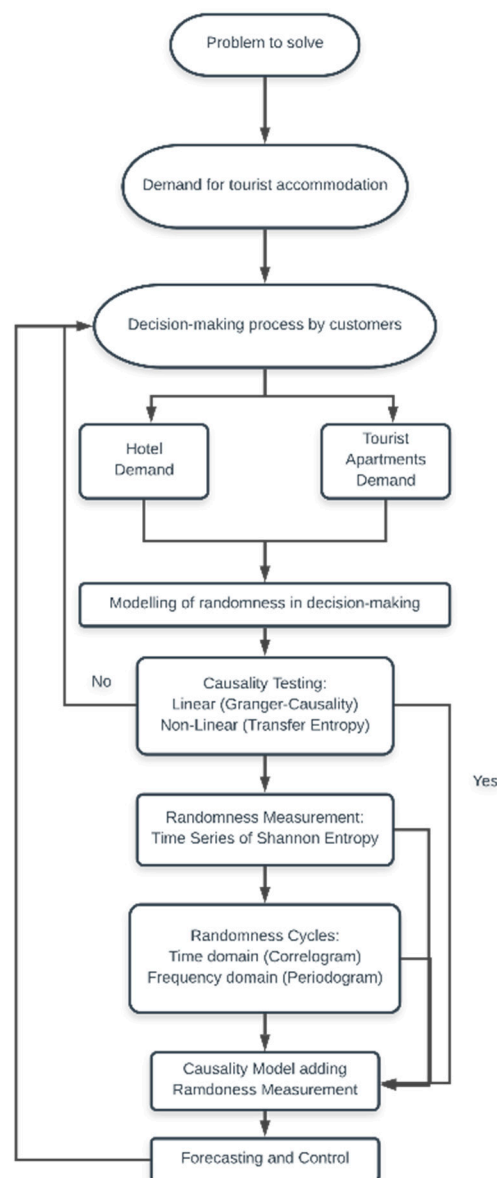 Problem to solve
Demand for tourist accommodation
Decision-making process by customers
Hotel
Demand
Tourist
Apartments
Demand
Modelling of randomness in decision-making
No
Causality Testing:
Linear (Granger-Causality)
Non-Linear (Transfer Entropy)
Yes
Randomness Measurement:
Time Series of Shannon Entropy
Randomness Cycles:
Time domain (Correlogram)
Frequency domain (Periodogram)
Causality Model adding
Ramdoness Measurement
Forecasting and Control